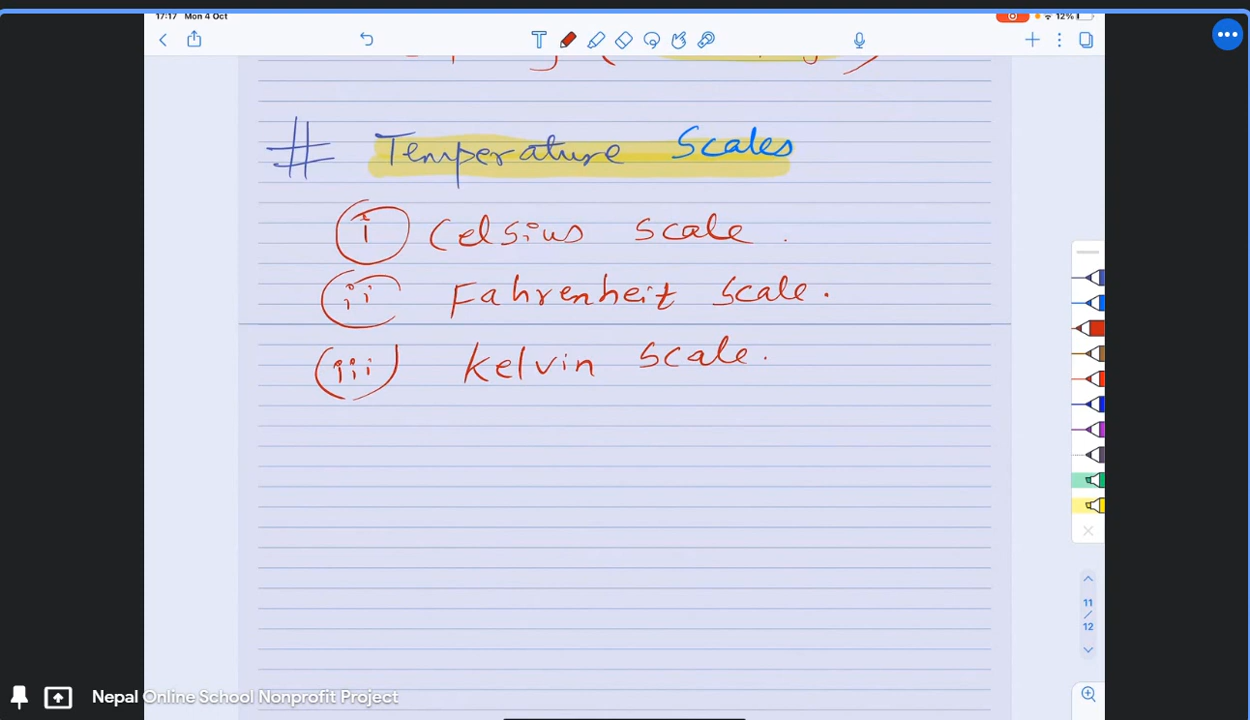 17:17 Mon 4 Oct
12%
# Temperature Scales
(i) Celsius scale.
(ii) Fahrenheit scale.
(iii) Kelvin scale.
11
/
12
Nepal Online School Nonprofit Project